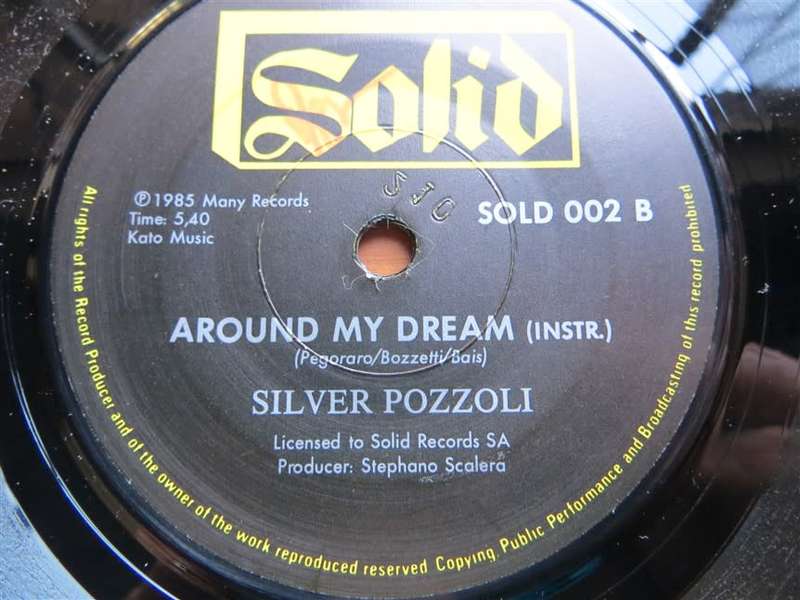 Solid
℗ 1985 Many Records
Time: 5,40
Kato Music
SOLD 002 B
AROUND MY DREAM (INSTR.)
(Pegoraro/Bozzetti/Bais)
SILVER POZZOLI
Licensed to Solid Records SA
Producer: Stephano Scalera
All rights of the Record Producer and of the owner of the work reproduced reserved Copying, Public Performance and Broadcasting of this record prohibited